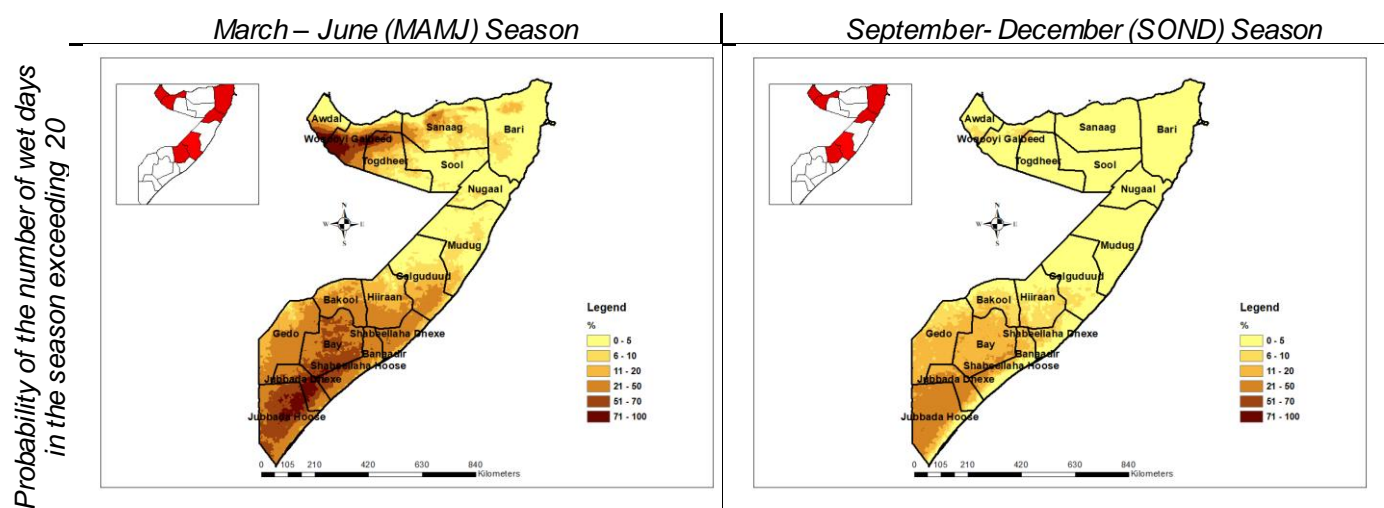 March – June (MAMJ) Season
September- December (SOND) Season
Probability of the number of wet days
in the season exceeding 20
Awdal
Woqooyi Galbeed
Togdheer
Sanaag
Bari
Sool
Nugaal
Mudug
Galguduud
Hiiraan
Bakool
Gedo
Bay
Shabeellaha Dhexe
Banaadir
Shabeellaha Hoose
Jubbada Dhexe
Jubbada Hoose
N
W
E
S
Legend
%
0 - 5
6 - 10
11 - 20
21 - 50
51 - 70
71 - 100
0 105 210 420 630 840
Kilometers
Awdal
Woqooyi Galbeed
Togdheer
Sanaag
Bari
Sool
Nugaal
Mudug
Galguduud
Hiiraan
Bakool
Gedo
Bay
Shabeellaha Dhexe
Banaadir
Shabeellaha Hoose
Jubbada Dhexe
Jubbada Hoose
N
W
E
S
Legend
%
0 - 5
6 - 10
11 - 20
21 - 50
51 - 70
71 - 100
0 105 210 420 630 840
Kilometers